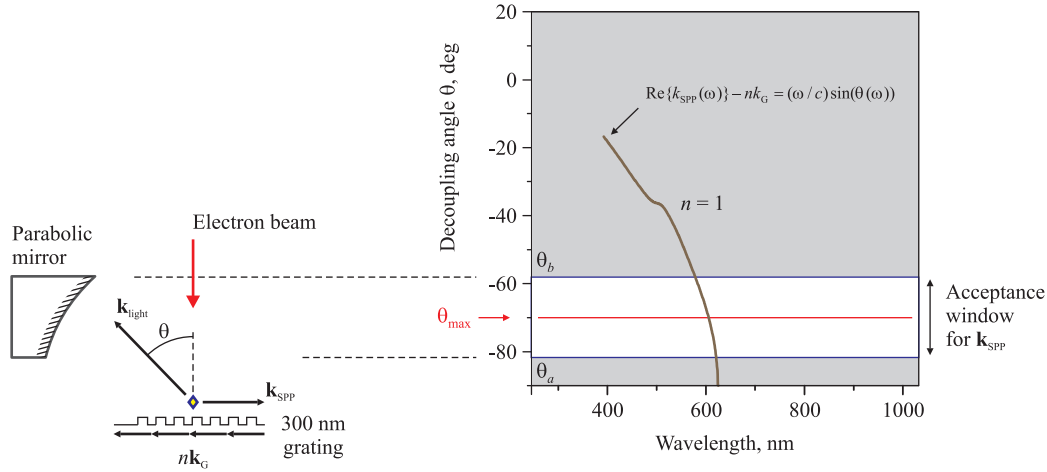 Parabolic
mirror
Electron beam
k_light
θ
k_SPP
300 nm
grating
nk_G
Decoupling angle θ, deg
20
0
-20
-40
-60
-80
Re{k_SPP(ω)} − nk_G = (ω/c)sin(θ(ω))
n = 1
θ_b
θ_max
θ_a
Acceptance
window
for k_SPP
400
600
800
1000
Wavelength, nm